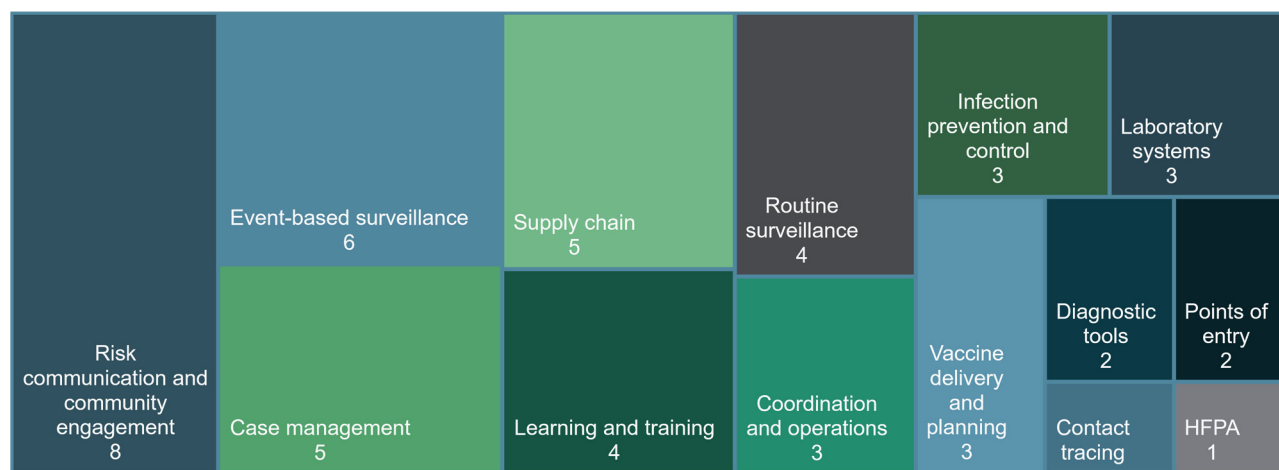 Risk
communication and
community
engagement
8
Event-based surveillance
6
Case management
5
Supply chain
5
Learning and training
4
Routine
surveillance
4
Coordination
and operations
3
Infection
prevention and
control
3
Laboratory
systems
3
Vaccine
delivery
and
planning
3
Diagnostic
tools
2
Points of
entry
2
Contact
tracing
HFPA
1